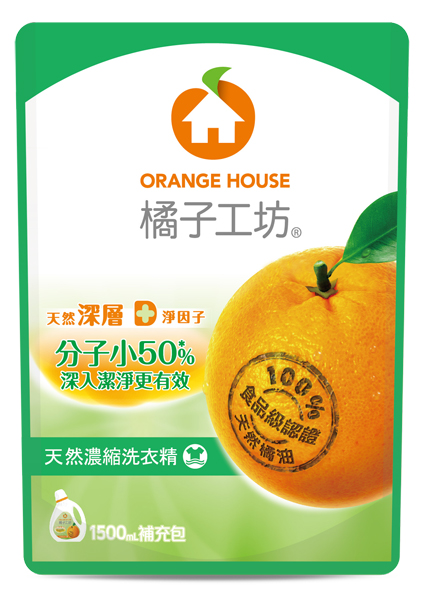 ORANGE HOUSE
橘子工坊®
天然深層 D 淨因子
分子小50%*
深入潔淨更有效
100%
食品級認證
天然橘油
天然濃縮洗衣精
1500mL補充包